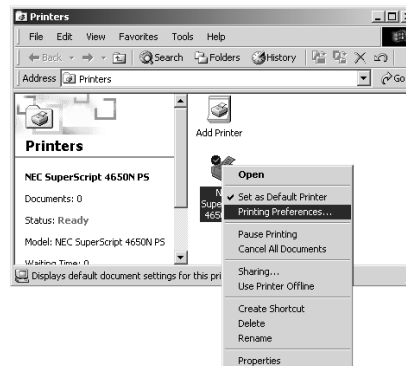 Printers
File Edit View Favorites Tools Help
Back Search Folders History
Address Printers Go
Printers
NEC SuperScript 4650N PS
Documents: 0
Status: Ready
Model: NEC SuperScript 4650N PS
Waiting Time: 0
Add Printer
Open
Set as Default Printer
Printing Preferences...
Pause Printing
Cancel All Documents
Sharing...
Use Printer Offline
Create Shortcut
Delete
Rename
Properties
Displays default document settings for this pri